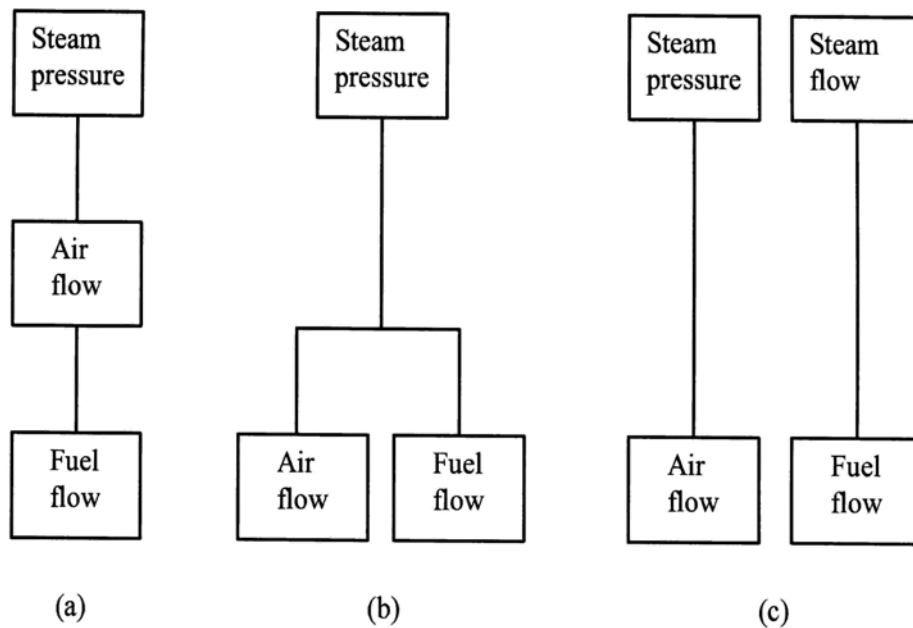 Steam
pressure
Air
flow
Fuel
flow
(a)
Steam
pressure
Air
flow
Fuel
flow
(b)
Steam
pressure
Steam
flow
Air
flow
Fuel
flow
(c)